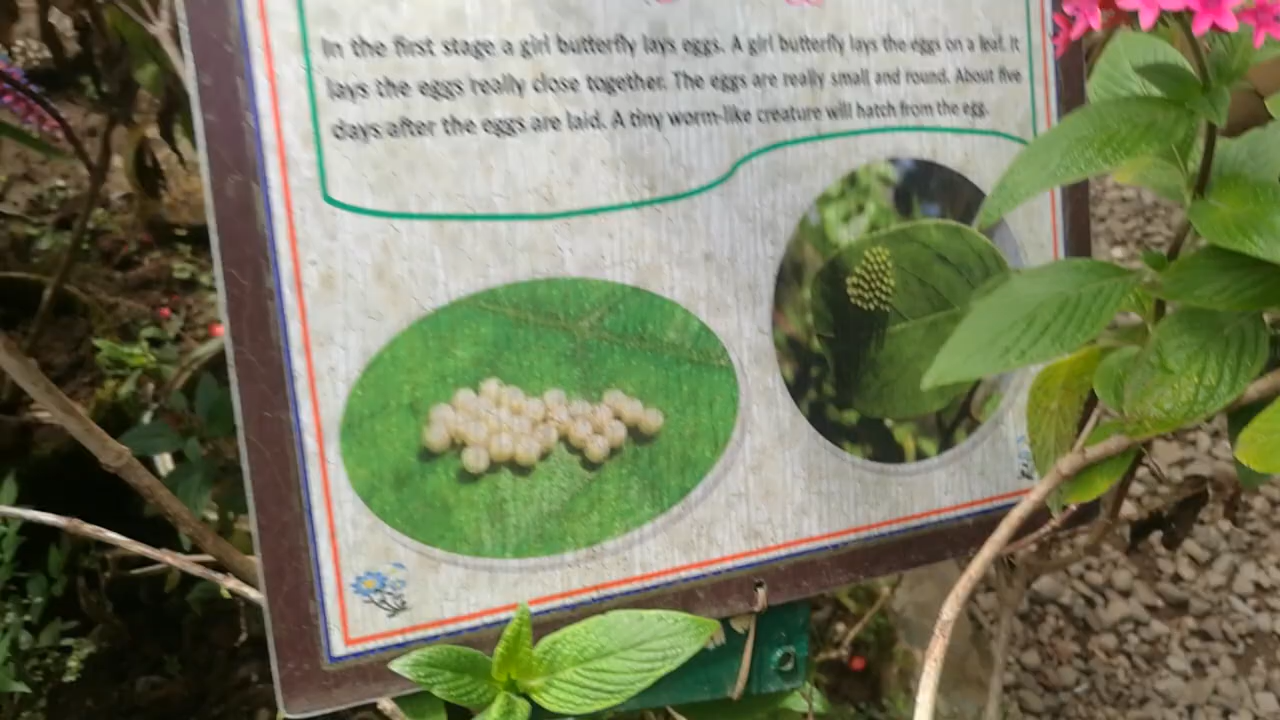 In the first stage a girl butterfly lays eggs. A girl butterfly lays the eggs on a leaf. It
lays the eggs really close together. The eggs are really small and round. About five
days after the eggs are laid. A tiny worm-like creature will hatch from the egg.